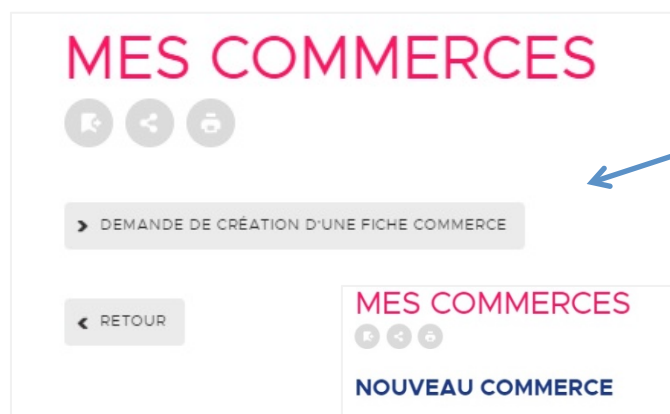 MES COMMERCES
DEMANDE DE CRÉATION D'UNE FICHE COMMERCE
RETOUR
MES COMMERCES
NOUVEAU COMMERCE